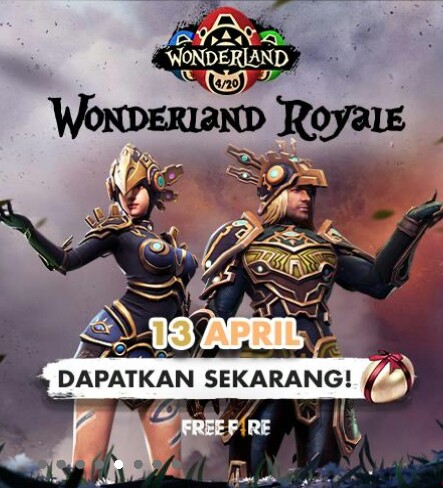 WONDERLAND
4/20
Wonderland Royale
13 APRIL
DAPATKAN SEKARANG!
FREE FIRE